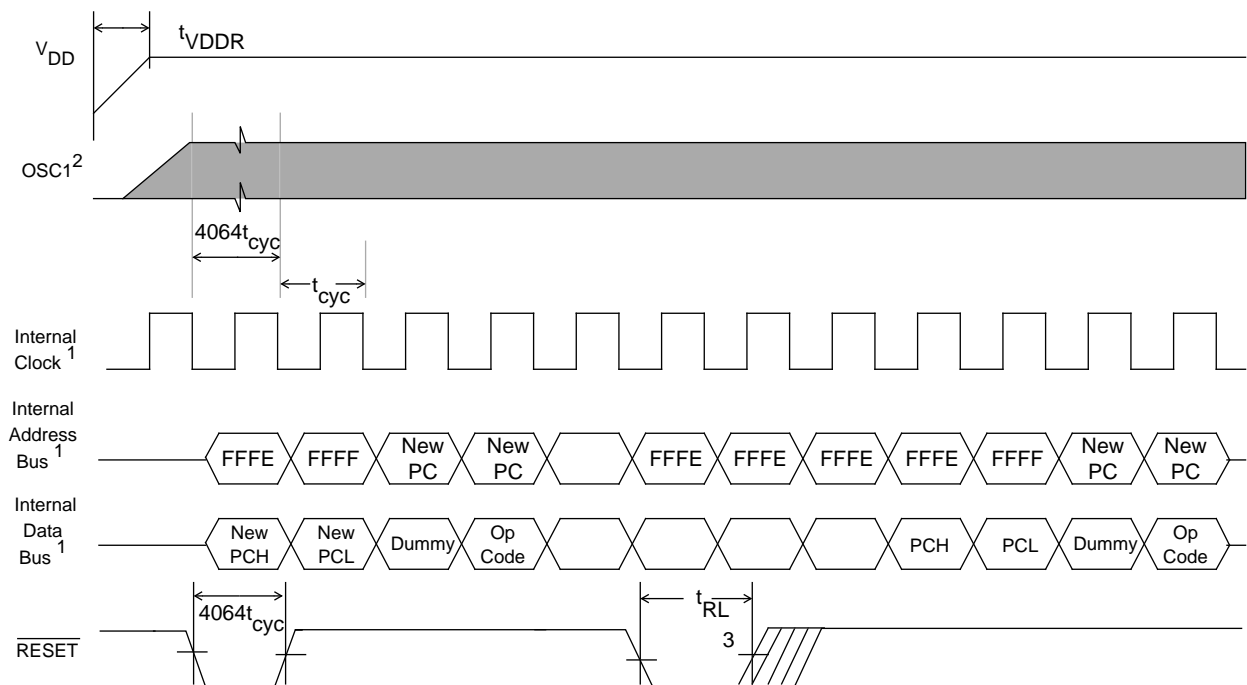 tVDDR
VDD
OSC1²
4064tcyc
tcyc
Internal
Clock 1
Internal
Address
Bus 1
FFFE FFFF New PC New PC FFFE FFFE FFFE FFFE FFFF New PC New PC
Internal
Data
Bus 1
New PCH New PCL Dummy Op Code PCH PCL Dummy Op Code
4064tcyc
tRL
3
RESET